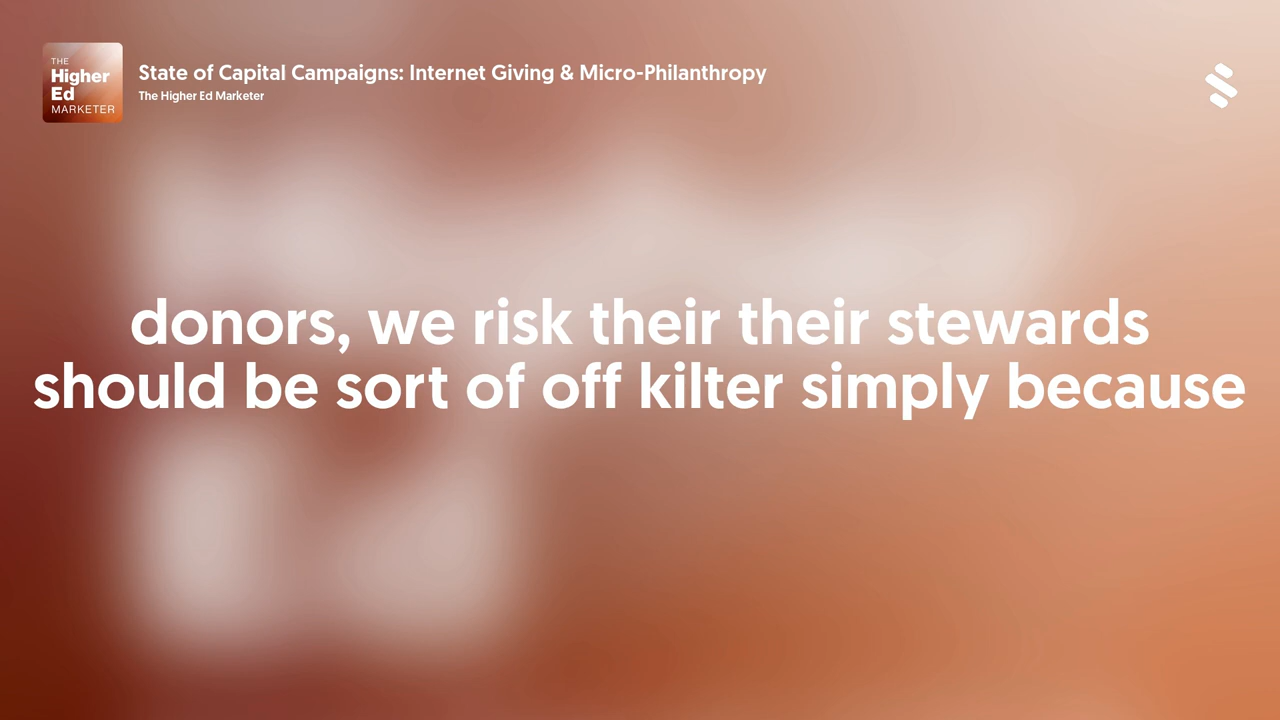 THE
Higher
Ed
MARKETER
State of Capital Campaigns: Internet Giving & Micro-Philanthropy
The Higher Ed Marketer
donors, we risk their their stewards
should be sort of off kilter simply because